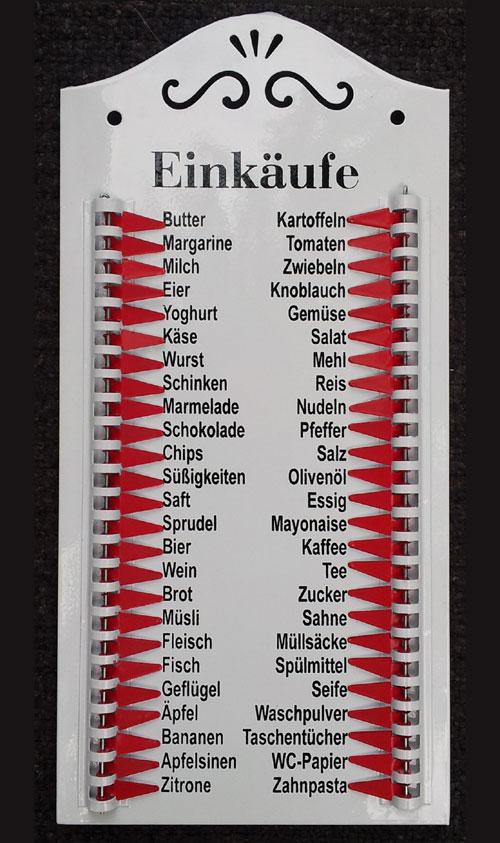 Einkäufe
Butter Kartoffeln
Margarine Tomaten
Milch Zwiebeln
Eier Knoblauch
Yoghurt Gemüse
Käse Salat
Wurst Mehl
Schinken Reis
Marmelade Nudeln
Schokolade Pfeffer
Chips Salz
Süßigkeiten Olivenöl
Saft Essig
Sprudel Mayonaise
Bier Kaffee
Wein Tee
Brot Zucker
Müsli Sahne
Fleisch Müllsäcke
Fisch Spülmittel
Geflügel Seife
Äpfel Waschpulver
Bananen Taschentücher
Apfelsinen WC-Papier
Zitrone Zahnpasta